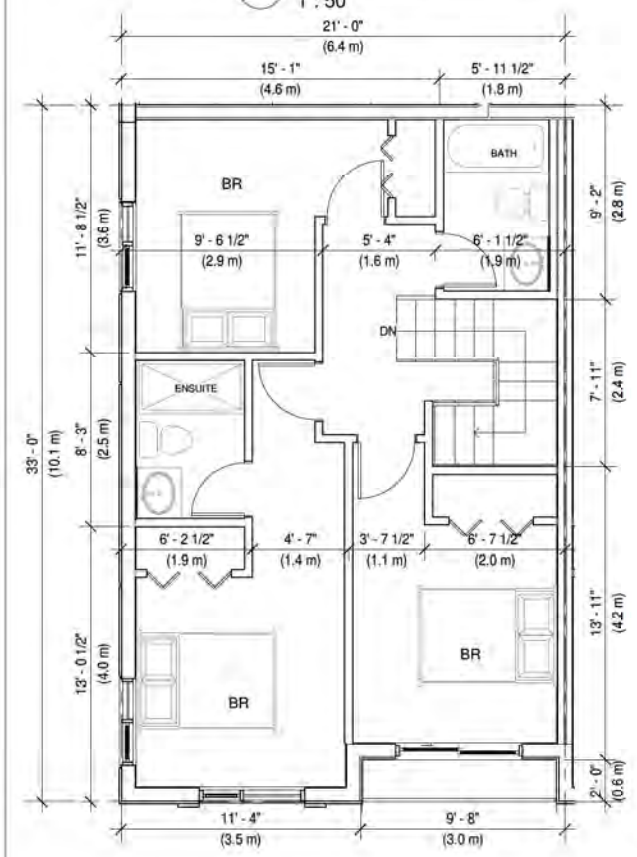 1 : 50
21' - 0"
(6.4 m)
15' - 1"
(4.6 m)
5' - 11 1/2"
(1.8 m)
BATH
BR
11' - 8 1/2"
(3.6 m)
9' - 2"
(2.8 m)
9' - 6 1/2"
(2.9 m)
5' - 4"
(1.6 m)
6' - 1 1/2"
(1.9 m)
DN
7' - 11"
(2.4 m)
ENSUITE
33' - 0"
(10.1 m)
8' - 3"
(2.5 m)
6' - 2 1/2"
(1.9 m)
4' - 7"
(1.4 m)
3' - 7 1/2"
(1.1 m)
6' - 7 1/2"
(2.0 m)
13' - 11"
(4.2 m)
13' - 0 1/2"
(4.0 m)
BR
BR
2' - 0"
(0.6 m)
11' - 4"
(3.5 m)
9' - 8"
(3.0 m)